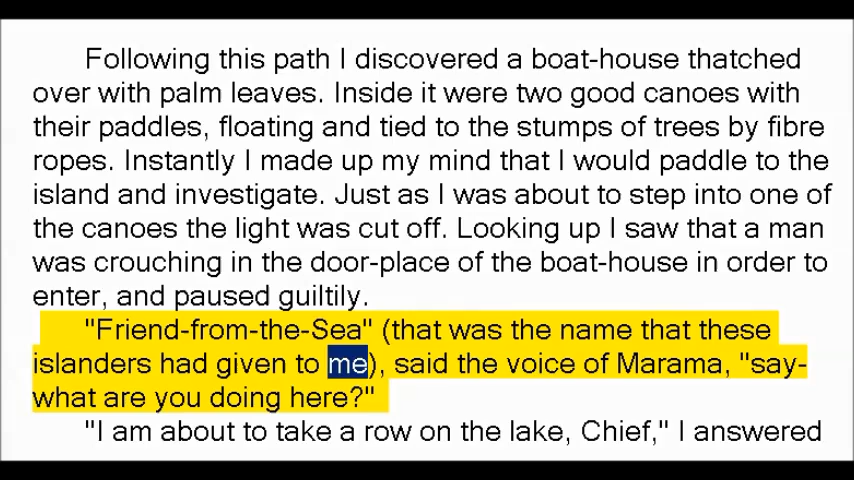 Following this path I discovered a boat-house thatched
over with palm leaves. Inside it were two good canoes with
their paddles, floating and tied to the stumps of trees by fibre
ropes. Instantly I made up my mind that I would paddle to the
island and investigate. Just as I was about to step into one of
the canoes the light was cut off. Looking up I saw that a man
was crouching in the door-place of the boat-house in order to
enter, and paused guiltily.
"Friend-from-the-Sea" (that was the name that these
islanders had given to me), said the voice of Marama, "say-
what are you doing here?"
"I am about to take a row on the lake, Chief," I answered